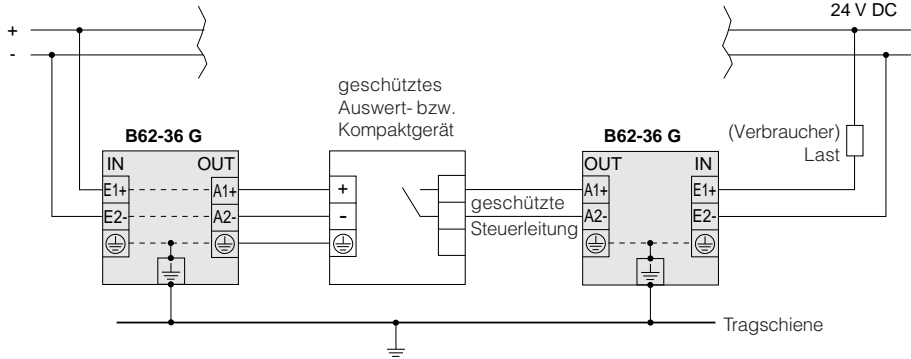 24 V DC
+
-
geschütztes
Auswert- bzw.
Kompaktgerät
B62-36 G
B62-36 G
(Verbraucher)
Last
IN OUT
OUT IN
E1+ A1+
+
geschützte
A1+ E1+
E2- A2-
-
Steuerleitung
A2- E2-
Tragschiene